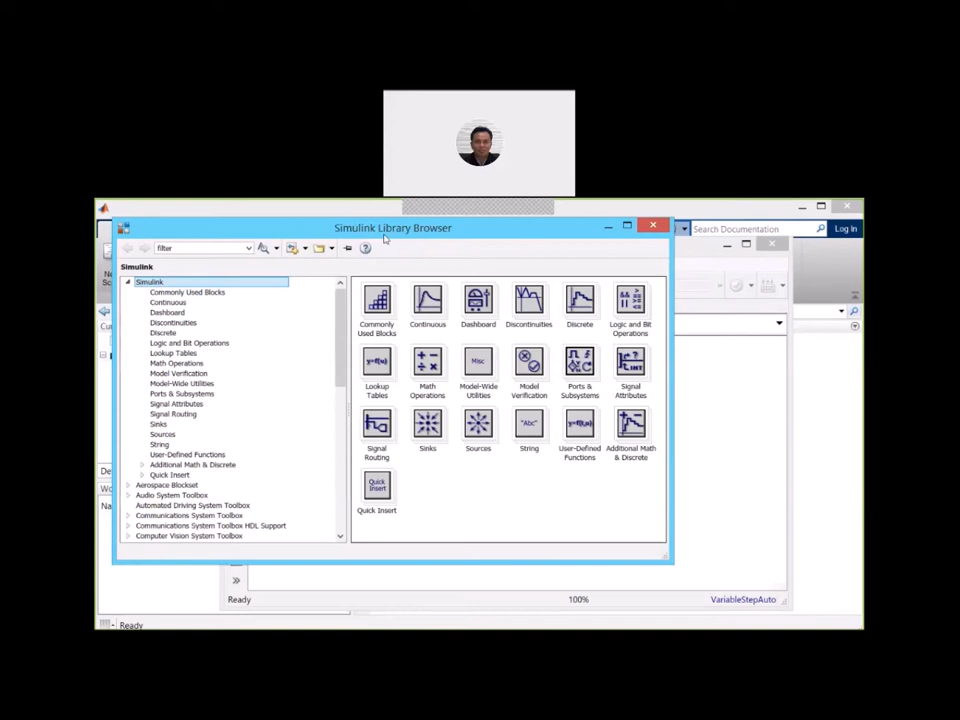 Simulink Library Browser
Search Documentation
Log In
filter
Simulink
Simulink
Commonly Used Blocks
Continuous
Dashboard
Discontinuities
Discrete
Logic and Bit Operations
Lookup Tables
Math Operations
Model Verification
Model-Wide Utilities
Ports & Subsystems
Signal Attributes
Signal Routing
Sinks
Sources
String
User-Defined Functions
Additional Math & Discrete
Quick Insert
Aerospace Blockset
Audio System Toolbox
Automated Driving System Toolbox
Communications System Toolbox
Communications System Toolbox HDL Support
Computer Vision System Toolbox
Commonly
Used Blocks
Continuous
Dashboard
Discontinuities
Discrete
Logic and Bit
Operations
y=f(u)
Lookup
Tables
Math
Operations
Misc
Model-Wide
Utilities
Model
Verification
Ports &
Subsystems
INT
Signal
Attributes
Signal
Routing
Sinks
Sources
"Abc"
String
y=f(t,u)
User-Defined
Functions
Additional Math
& Discrete
Quick
Insert
Quick Insert
Ready
100%
VariableStepAuto
Ready